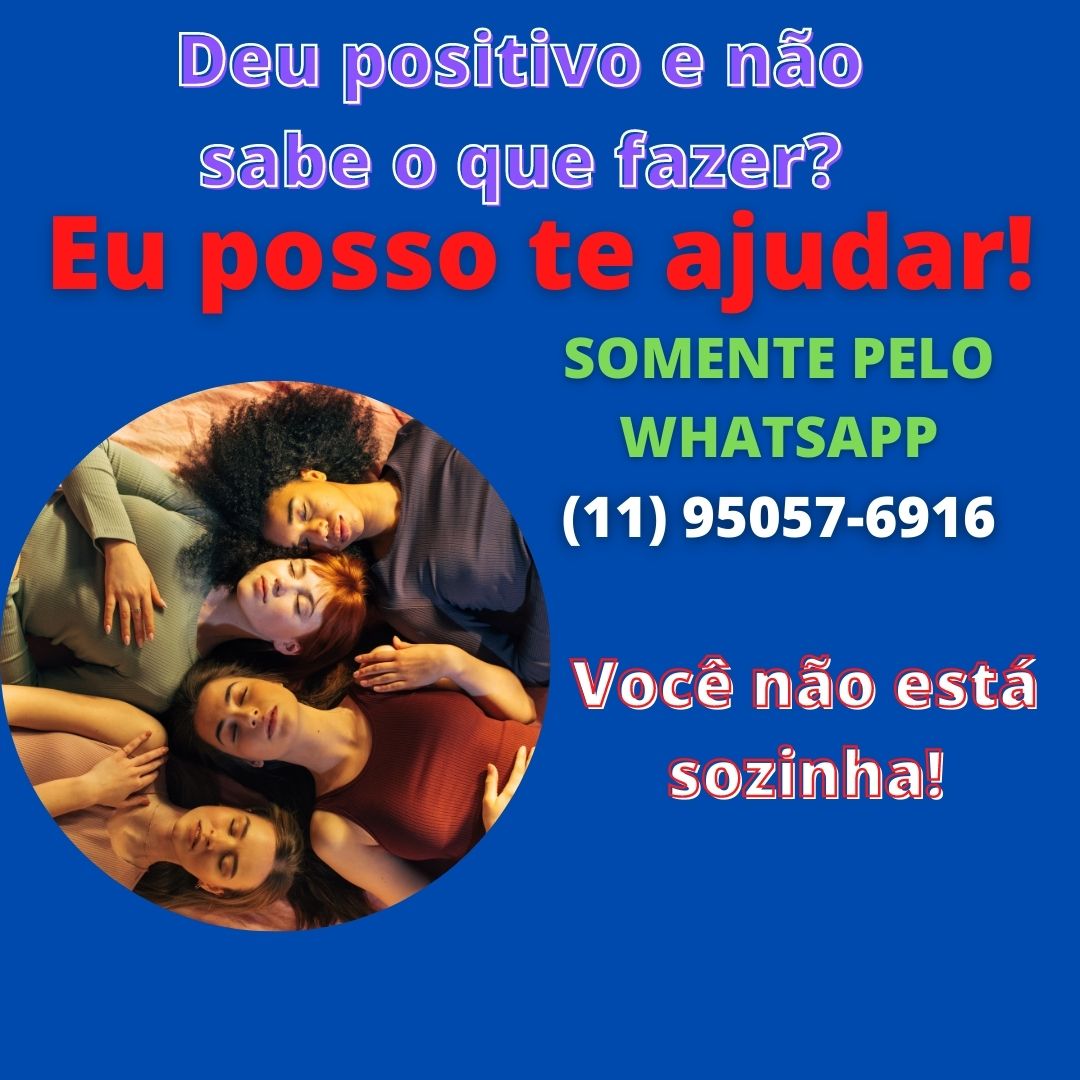 Deu positivo e não
sabe o que fazer?
Eu posso te ajudar!
SOMENTE PELO
WHATSAPP
(11) 95057-6916
Você não está
sozinha!